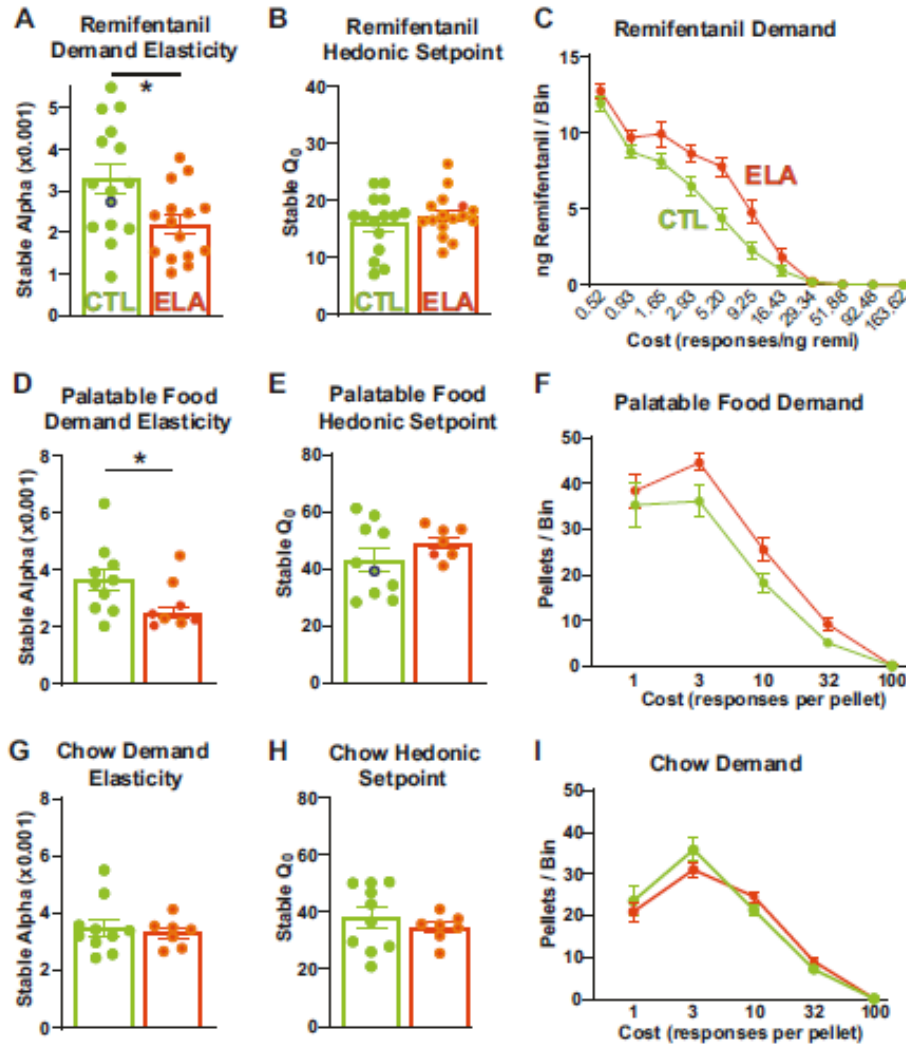 A
Remifentanil
Demand Elasticity
*
Stable Alpha (x0.001)
5
4
3
2
1
0
CTL
ELA
B
Remifentanil
Hedonic Setpoint
Stable Q0
40
30
20
10
0
CTL
ELA
C
Remifentanil Demand
ng Remifentanil / Bin
15
10
5
0
ELA
CTL
0.52
0.93
1.65
2.93
5.20
9.25
16.43
29.34
51.88
92.46
163.62
Cost (responses/ng remi)
D
Palatable Food
Demand Elasticity
*
Stable Alpha (x0.001)
8
6
4
2
0
E
Palatable Food
Hedonic Setpoint
Stable Q0
80
60
40
20
0
F
Palatable Food Demand
Pellets / Bin
50
40
30
20
10
0
1 3 10 32 100
Cost (responses per pellet)
G
Chow Demand
Elasticity
Stable Alpha (x0.001)
8
6
4
2
0
H
Chow Hedonic
Setpoint
Stable Q0
80
60
40
20
0
I
Chow Demand
Pellets / Bin
50
40
30
20
10
0
1 3 10 32 100
Cost (responses per pellet)